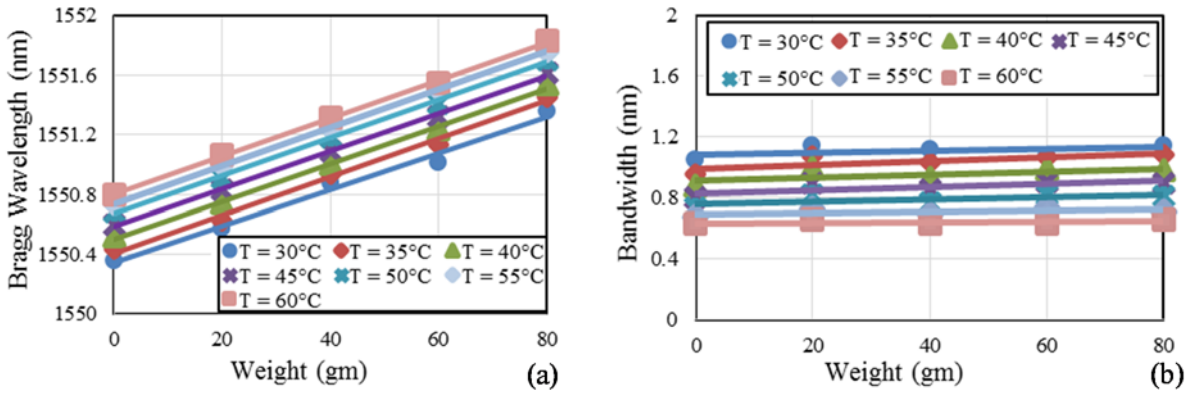 1552
1551.6
1551.2
1550.8
1550.4
1550
Bragg Wavelength (nm)
T = 30°C T = 35°C T = 40°C
T = 45°C T = 50°C T = 55°C
T = 60°C
0 20 40 60 80
Weight (gm)
(a)
2
1.6
1.2
0.8
0.4
0
Bandwidth (nm)
T = 30°C T = 35°C T = 40°C T = 45°C
T = 50°C T = 55°C T = 60°C
0 20 40 60 80
Weight (gm)
(b)